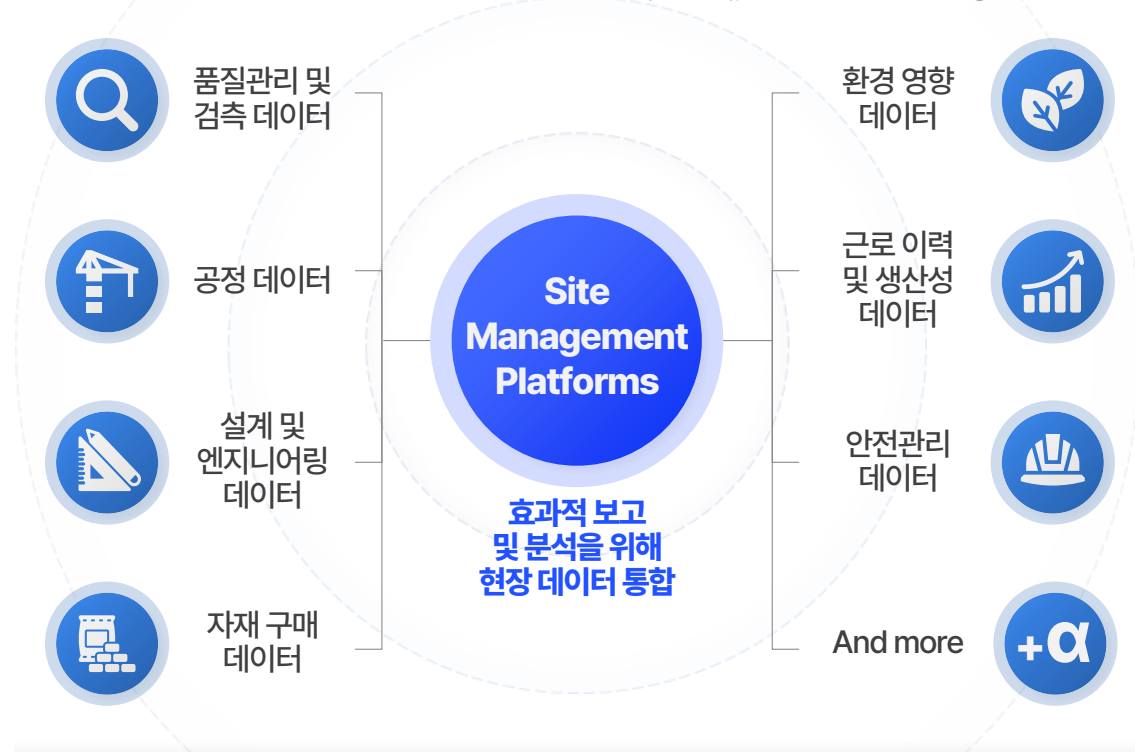 품질관리 및
검측 데이터
공정 데이터
설계 및
엔지니어링
데이터
자재 구매
데이터
Site
Management
Platforms
효과적 보고
및 분석을 위해
현장 데이터 통합
환경 영향
데이터
근로 이력
및 생산성
데이터
안전관리
데이터
And more
+α